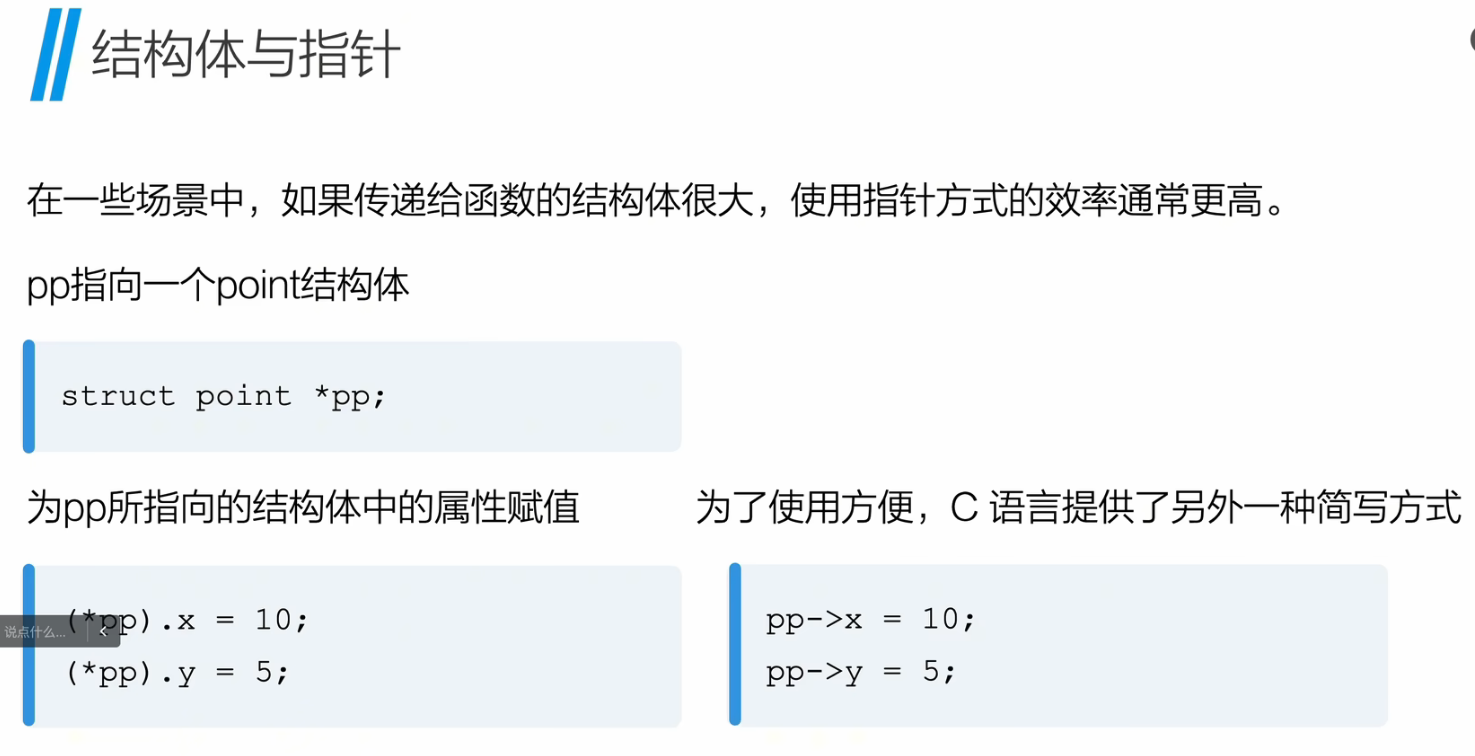 结构体与指针
在一些场景中，如果传递给函数的结构体很大，使用指针方式的效率通常更高。
pp指向一个point结构体
struct point *pp;
为pp所指向的结构体中的属性赋值
(*pp).x = 10;
(*pp).y = 5;
说点什么...
为了使用方便，C 语言提供了另外一种简写方式
pp->x = 10;
pp->y = 5;